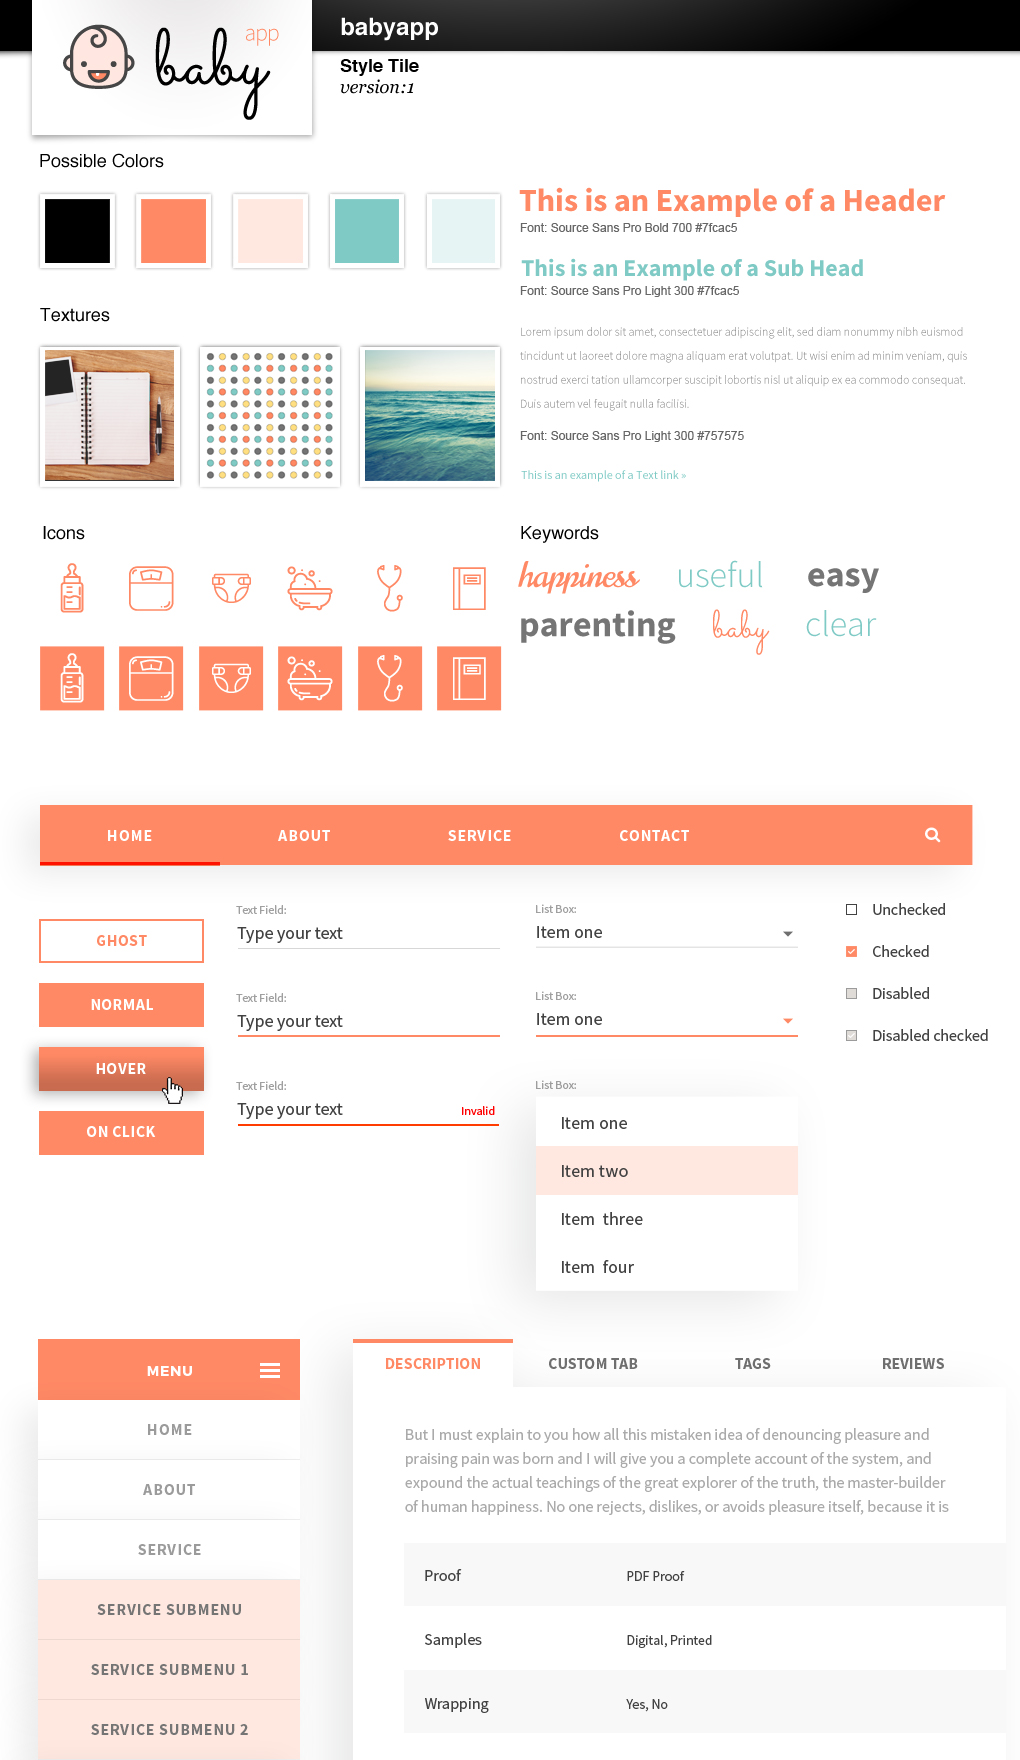 app
baby
babyapp
Style Tile
version:1
Possible Colors
This is an Example of a Header
Font: Source Sans Pro Bold 700 #7fcac5
This is an Example of a Sub Head
Font: Source Sans Pro Light 300 #7fcac5
Textures
Lorem ipsum dolor sit amet, consectetuer adipiscing elit, sed diam nonummy nibh euismod
tincidunt ut laoreet dolore magna aliquam erat volutpat. Ut wisi enim ad minim veniam, quis
nostrud exerci tation ullamcorper suscipit lobortis nisl ut aliquip ex ea commodo consequat.
Duis autem vel feugait nulla facilisi.
Font: Source Sans Pro Light 300 #757575
This is an example of a Text link »
Icons
Keywords
happiness useful easy
parenting baby clear
HOME ABOUT SERVICE CONTACT
GHOST
NORMAL
HOVER
ON CLICK
Text Field:
Type your text
Text Field:
Type your text
Text Field:
Type your text Invalid
List Box:
Item one
List Box:
Item one
List Box:
Item one
Item two
Item three
Item four
Unchecked
Checked
Disabled
Disabled checked
MENU
HOME
ABOUT
SERVICE
SERVICE SUBMENU
SERVICE SUBMENU 1
SERVICE SUBMENU 2
DESCRIPTION CUSTOM TAB TAGS REVIEWS
But I must explain to you how all this mistaken idea of denouncing pleasure and
praising pain was born and I will give you a complete account of the system, and
expound the actual teachings of the great explorer of the truth, the master-builder
of human happiness. No one rejects, dislikes, or avoids pleasure itself, because it is
Proof PDF Proof
Samples Digital, Printed
Wrapping Yes, No